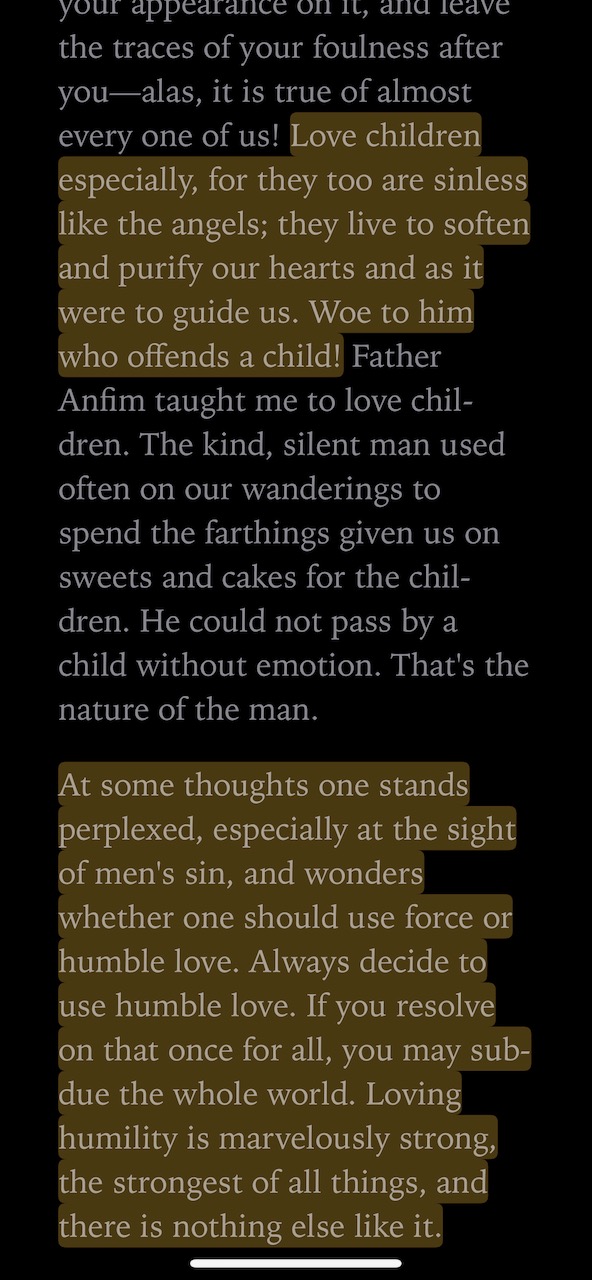 your appearance on it, and leave
the traces of your foulness after
you—alas, it is true of almost
every one of us! Love children
especially, for they too are sinless
like the angels; they live to soften
and purify our hearts and as it
were to guide us. Woe to him
who offends a child! Father
Anfim taught me to love chil-
dren. The kind, silent man used
often on our wanderings to
spend the farthings given us on
sweets and cakes for the chil-
dren. He could not pass by a
child without emotion. That's the
nature of the man.
At some thoughts one stands
perplexed, especially at the sight
of men's sin, and wonders
whether one should use force or
humble love. Always decide to
use humble love. If you resolve
on that once for all, you may sub-
due the whole world. Loving
humility is marvelously strong,
the strongest of all things, and
there is nothing else like it.